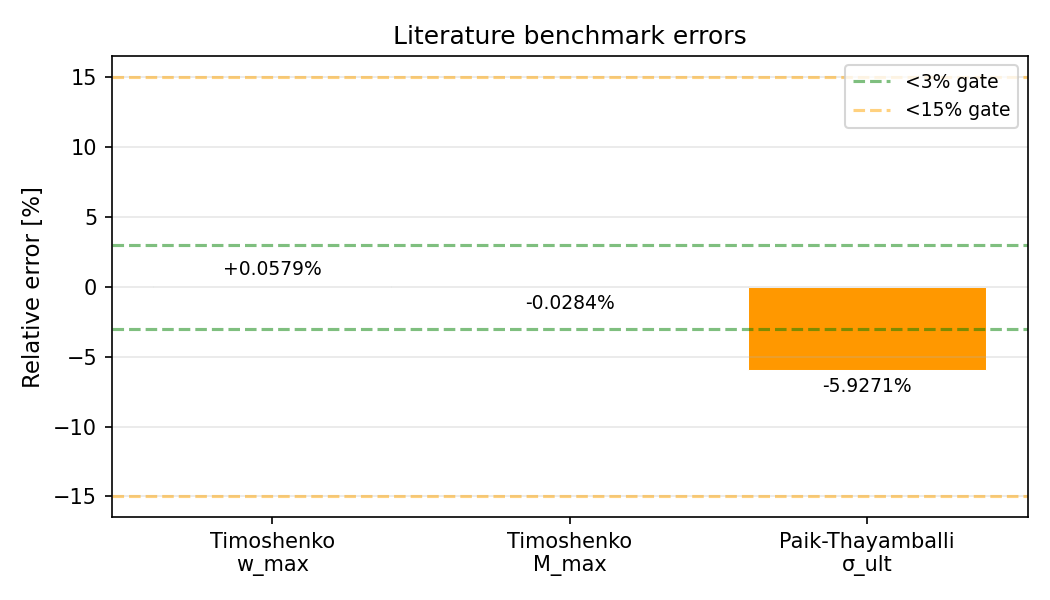 Literature benchmark errors
Relative error [%]
15
10
5
0
−5
−10
−15
<3% gate
<15% gate
+0.0579%
-0.0284%
-5.9271%
Timoshenko
w_max
Timoshenko
M_max
Paik-Thayamballi
σ_ult